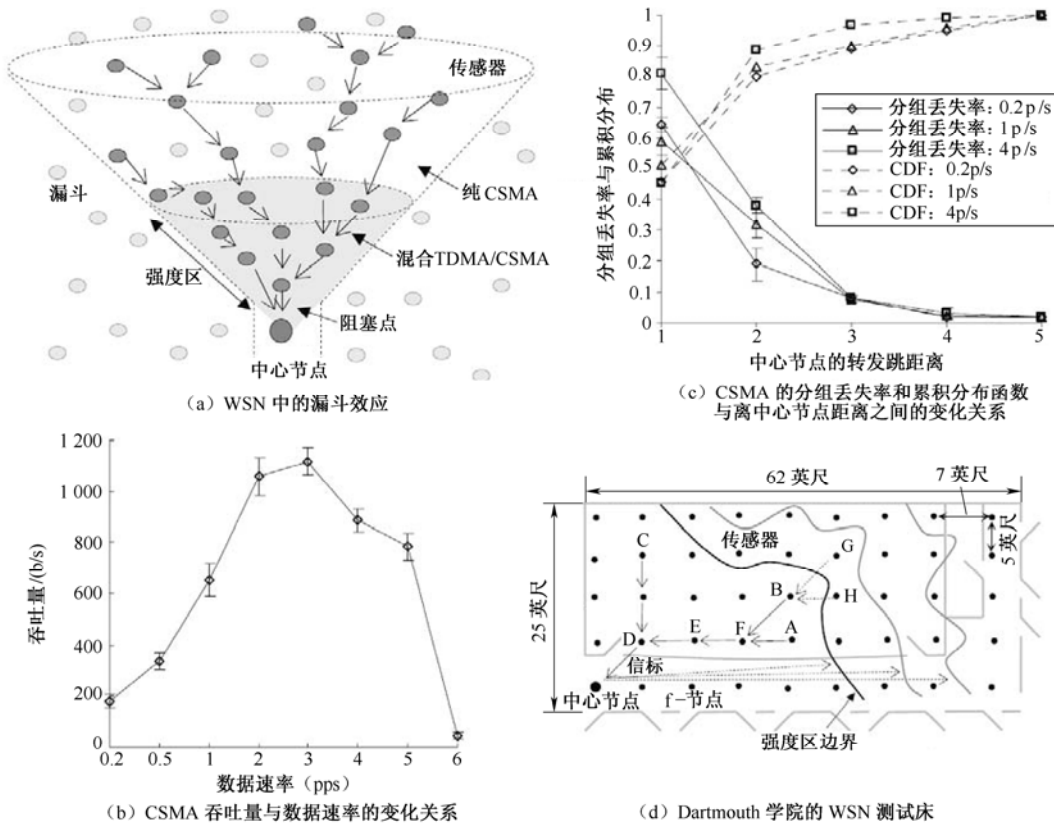 传感器
漏斗
纯CSMA
混合TDMA/CSMA
强度区
阻塞点
中心节点
（a）WSN 中的漏斗效应
1 200
1 000
800
600
400
200
0
0.2
0.5
1
2
3
4
5
6
吞吐量/(b/s)
数据速率（pps）
（b）CSMA 吞吐量与数据速率的变化关系
1
0.9
0.8
0.7
0.6
0.5
0.4
0.3
0.2
0.1
0
1
2
3
4
5
分组丢失率与累积分布
分组丢失率：0.2p/s
分组丢失率：1p/s
分组丢失率：4p/s
CDF：0.2p/s
CDF：1p/s
CDF：4p/s
中心节点的转发跳距离
（c）CSMA 的分组丢失率和累积分布函数
与离中心节点距离之间的变化关系
62 英尺
7 英尺
5 英尺
25 英尺
传感器
C
G
B
H
D
E
F
A
信标
中心节点
f-节点
强度区边界
（d）Dartmouth 学院的 WSN 测试床